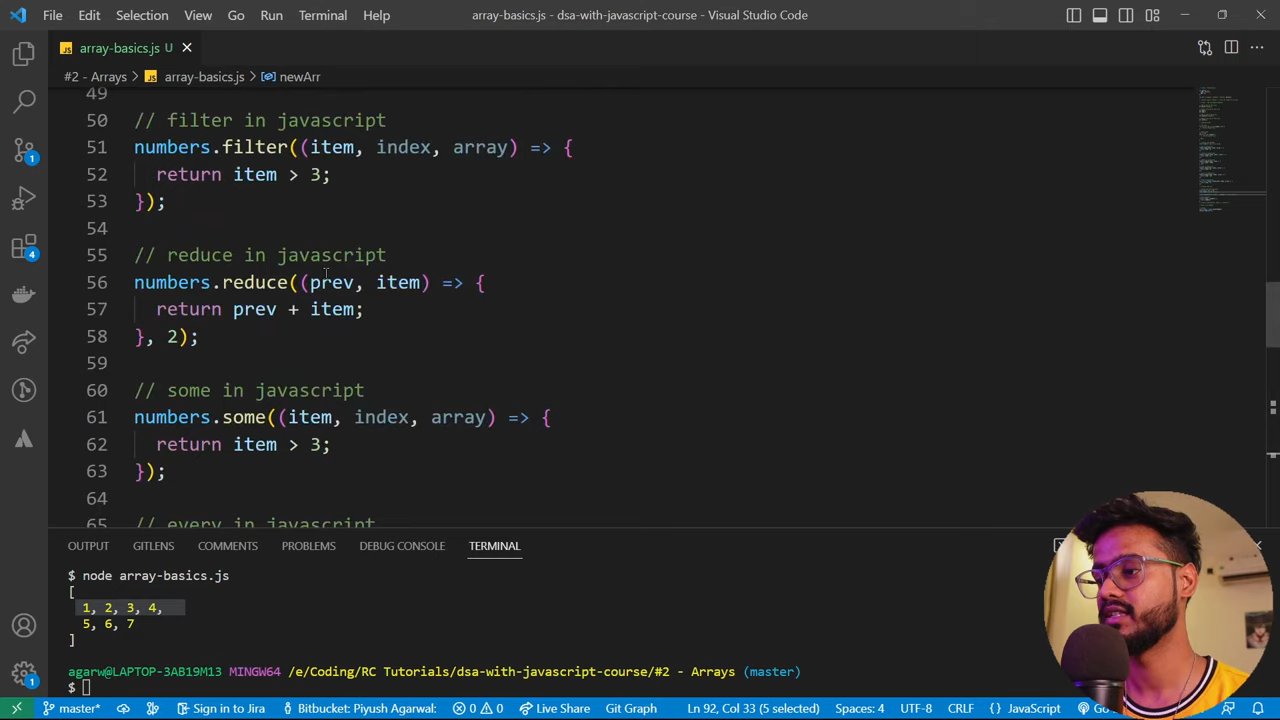 File Edit Selection View Go Run Terminal Help
array-basics.js - dsa-with-javascript-course - Visual Studio Code
JS array-basics.js U
#2 - Arrays > JS array-basics.js > newArr
49
50 // filter in javascript
51 numbers.filter((item, index, array) => {
52 return item > 3;
53 });
54
55 // reduce in javascript
56 numbers.reduce((prev, item) => {
57 return prev + item;
58 }, 2);
59
60 // some in javascript
61 numbers.some((item, index, array) => {
62 return item > 3;
63 });
64
65 // every in javascript
1
4
OUTPUT GITLENS COMMENTS PROBLEMS DEBUG CONSOLE TERMINAL
$ node array-basics.js
[
1, 2, 3, 4,
5, 6, 7
]
agarw@LAPTOP-3AB19M13 MINGW64 /e/Coding/RC Tutorials/dsa-with-javascript-course/#2 - Arrays (master)
$
1
master* Sign in to Jira Bitbucket: Piyush Agarwal: 0 0 Live Share Git Graph Ln 92, Col 33 (5 selected) Spaces: 4 UTF-8 CRLF {} JavaScript